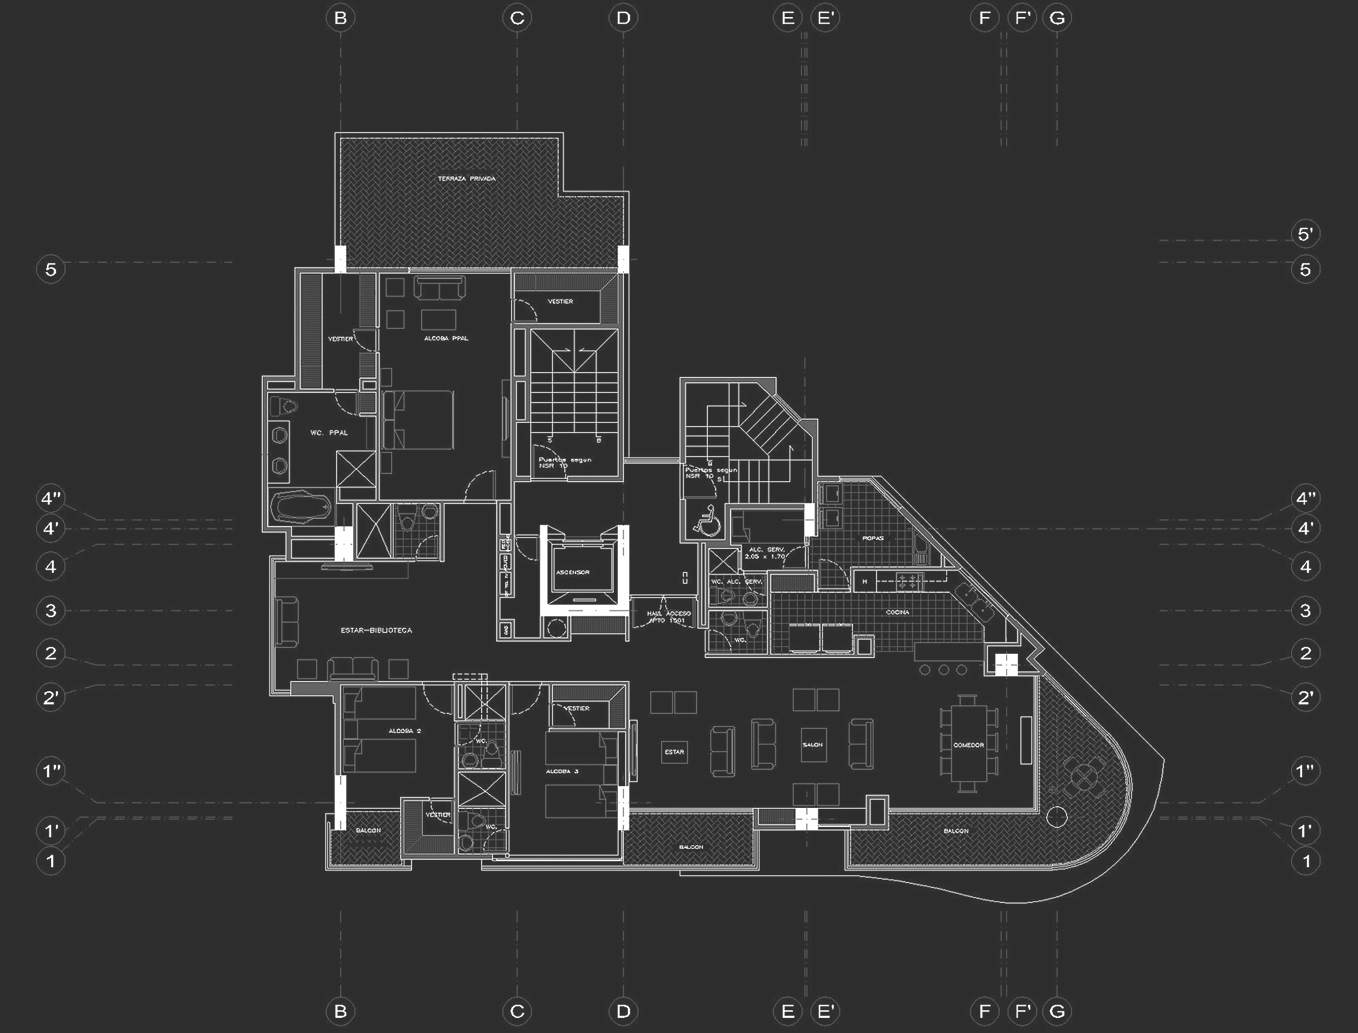 B C D E E' F F' G
TERRAZA PRIVADA
5'
5 5
VESTIER
VESTIER ALCOBA PPAL
WC. PPAL
S B
Puertas segun
NSR 10
Puertas segun
NSR 10
S
4'' 4''
4' 4'
ROPAS
ALC. SERV.
2.05 x 1.70
4 4
ASCENSOR
WC. ALC. SERV. H
3 3
HALL ACCESO
APTO 1501
COCINA
ESTAR-BIBLIOTECA
WC.
2 2
2' 2'
VESTIER
ALCOBA 2
WC.
ESTAR SALON COMEDOR
1'' ALCOBA 3 1''
VESTIER
WC.
1' BALCON BALCON 1'
BALCON
1 1
B C D E E' F F' G